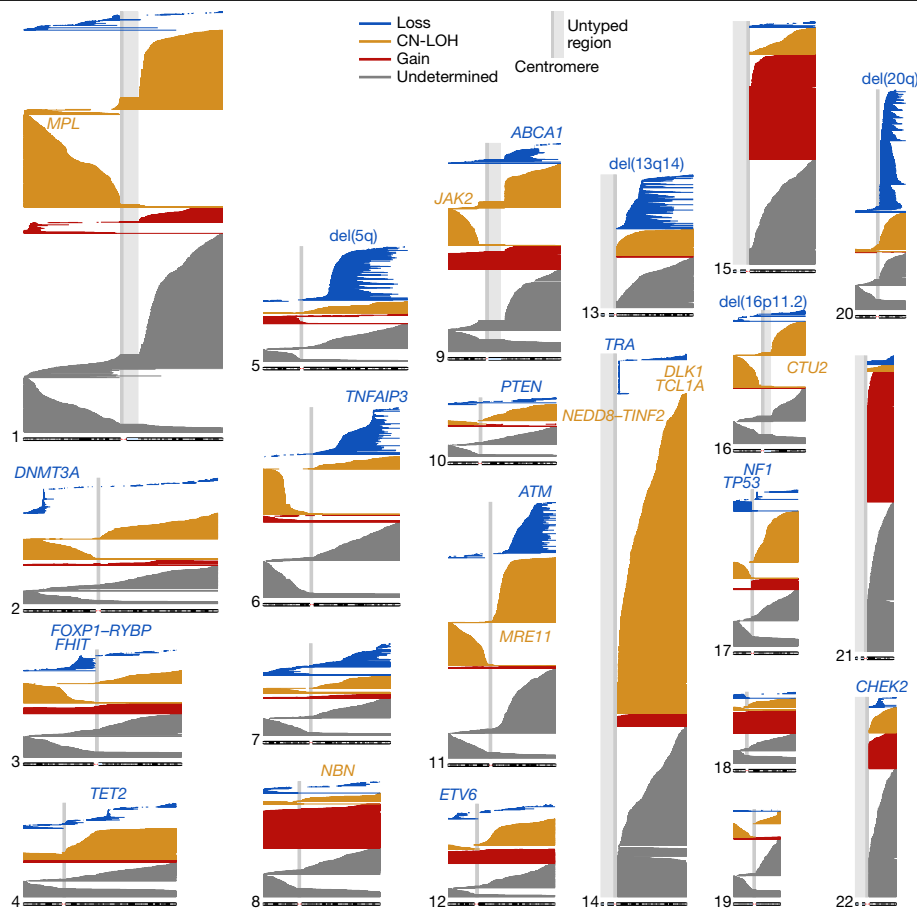 Loss
CN-LOH
Gain
Undetermined
Untyped
region
Centromere
MPL
1
DNMT3A
2
FOXP1–RYBP
FHIT
3
TET2
4
del(5q)
5
TNFAIP3
6
7
NBN
8
ABCA1
JAK2
9
PTEN
10
ATM
MRE11
11
ETV6
12
del(13q14)
13
TRA
DLK1
TCL1A
NEDD8–TINF2
14
15
del(16p11.2)
CTU2
16
NF1
TP53
17
18
19
del(20q)
20
21
CHEK2
22